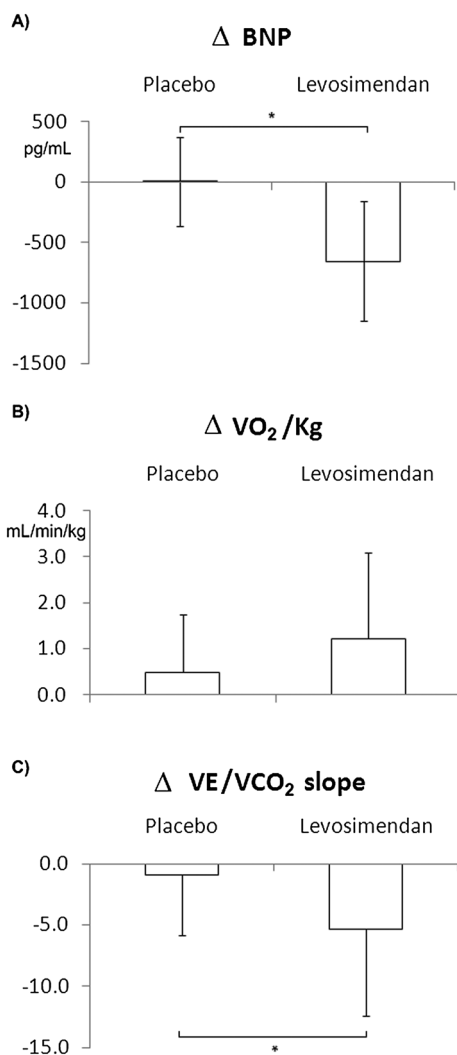 A)
Δ BNP
Placebo Levosimendan
*
500
pg/mL
0
-500
-1000
-1500
B)
Δ VO₂/Kg
Placebo Levosimendan
4.0
mL/min/kg
3.0
2.0
1.0
0.0
C)
Δ VE/VCO₂ slope
Placebo Levosimendan
0.0
-5.0
-10.0
-15.0
*